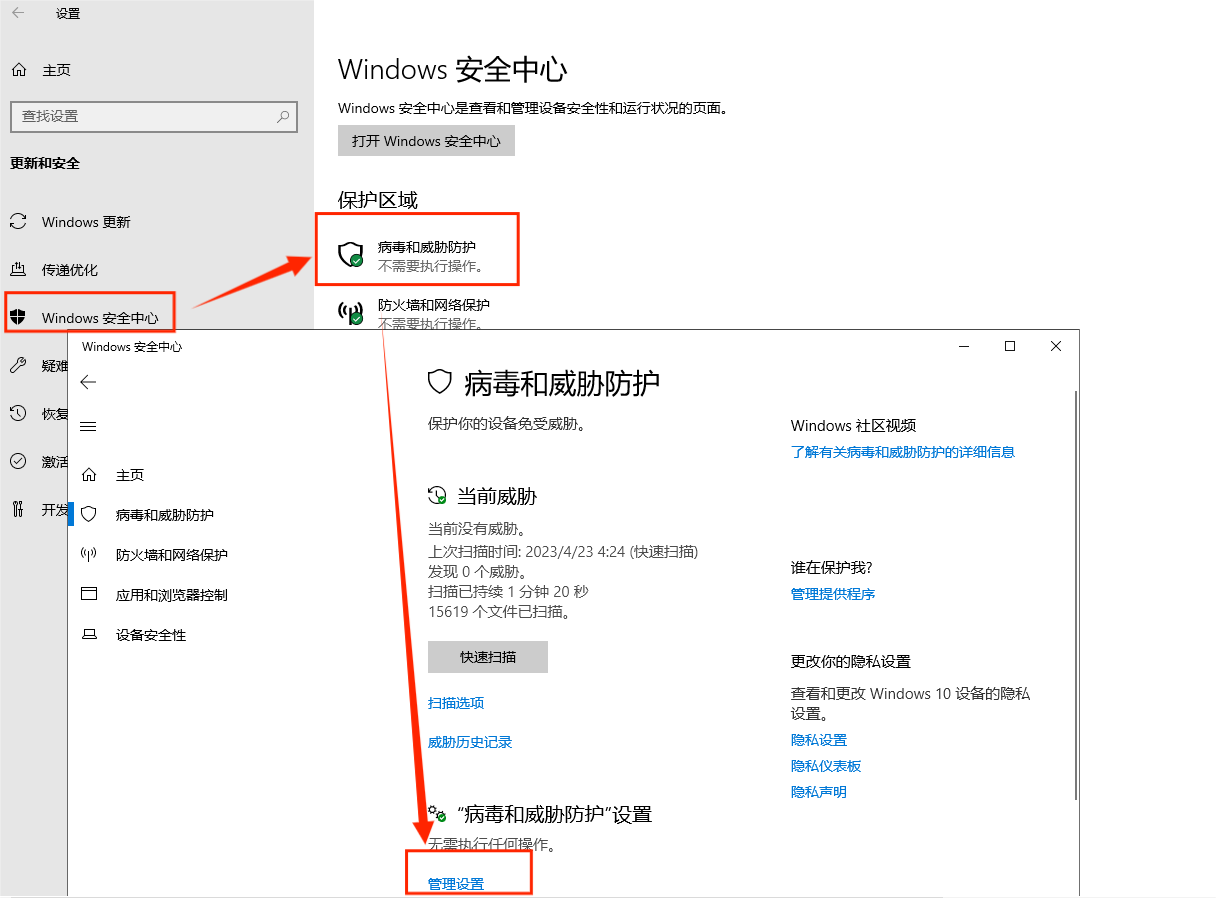 设置
主页
查找设置
更新和安全
Windows 更新
传递优化
Windows 安全中心
疑难
恢复
激活
开发
Windows 安全中心
Windows 安全中心是查看和管理设备安全性和运行状况的页面。
打开 Windows 安全中心
保护区域
病毒和威胁防护
不需要执行操作。
防火墙和网络保护
不需要执行操作。
Windows 安全中心
主页
病毒和威胁防护
防火墙和网络保护
应用和浏览器控制
设备安全性
病毒和威胁防护
保护你的设备免受威胁。
当前威胁
当前没有威胁。
上次扫描时间: 2023/4/23 4:24 (快速扫描)
发现 0 个威胁。
扫描已持续 1 分钟 20 秒
15619 个文件已扫描。
快速扫描
扫描选项
威胁历史记录
“病毒和威胁防护”设置
无需执行任何操作。
管理设置
Windows 社区视频
了解有关病毒和威胁防护的详细信息
谁在保护我?
管理提供程序
更改你的隐私设置
查看和更改 Windows 10 设备的隐私
设置。
隐私设置
隐私仪表板
隐私声明